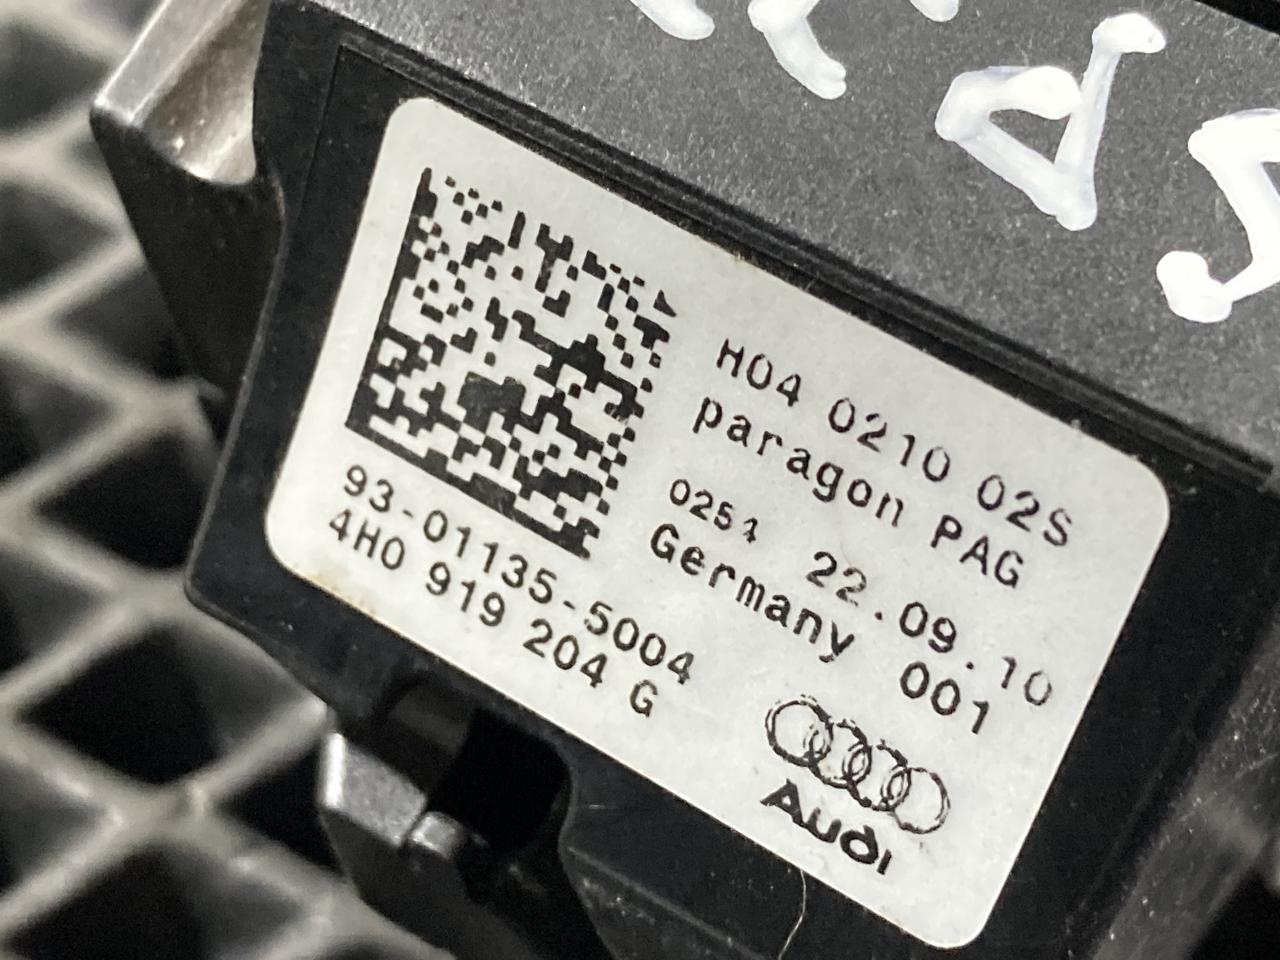 H04 0210 02S
paragon PAG
0251 22.09.10
Germany 001
93-01135-5004
4H0 919 204 G
Audi